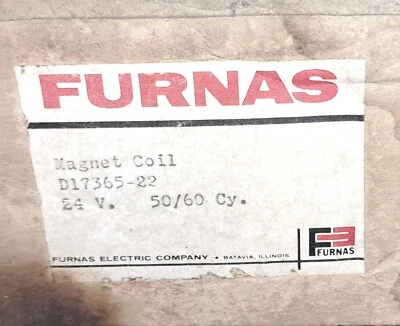 FURNAS
Magnet Coil
D17365-22
24 V. 50/60 Cy.
FURNAS ELECTRIC COMPANY • BATAVIA, ILLINOIS
FURNAS